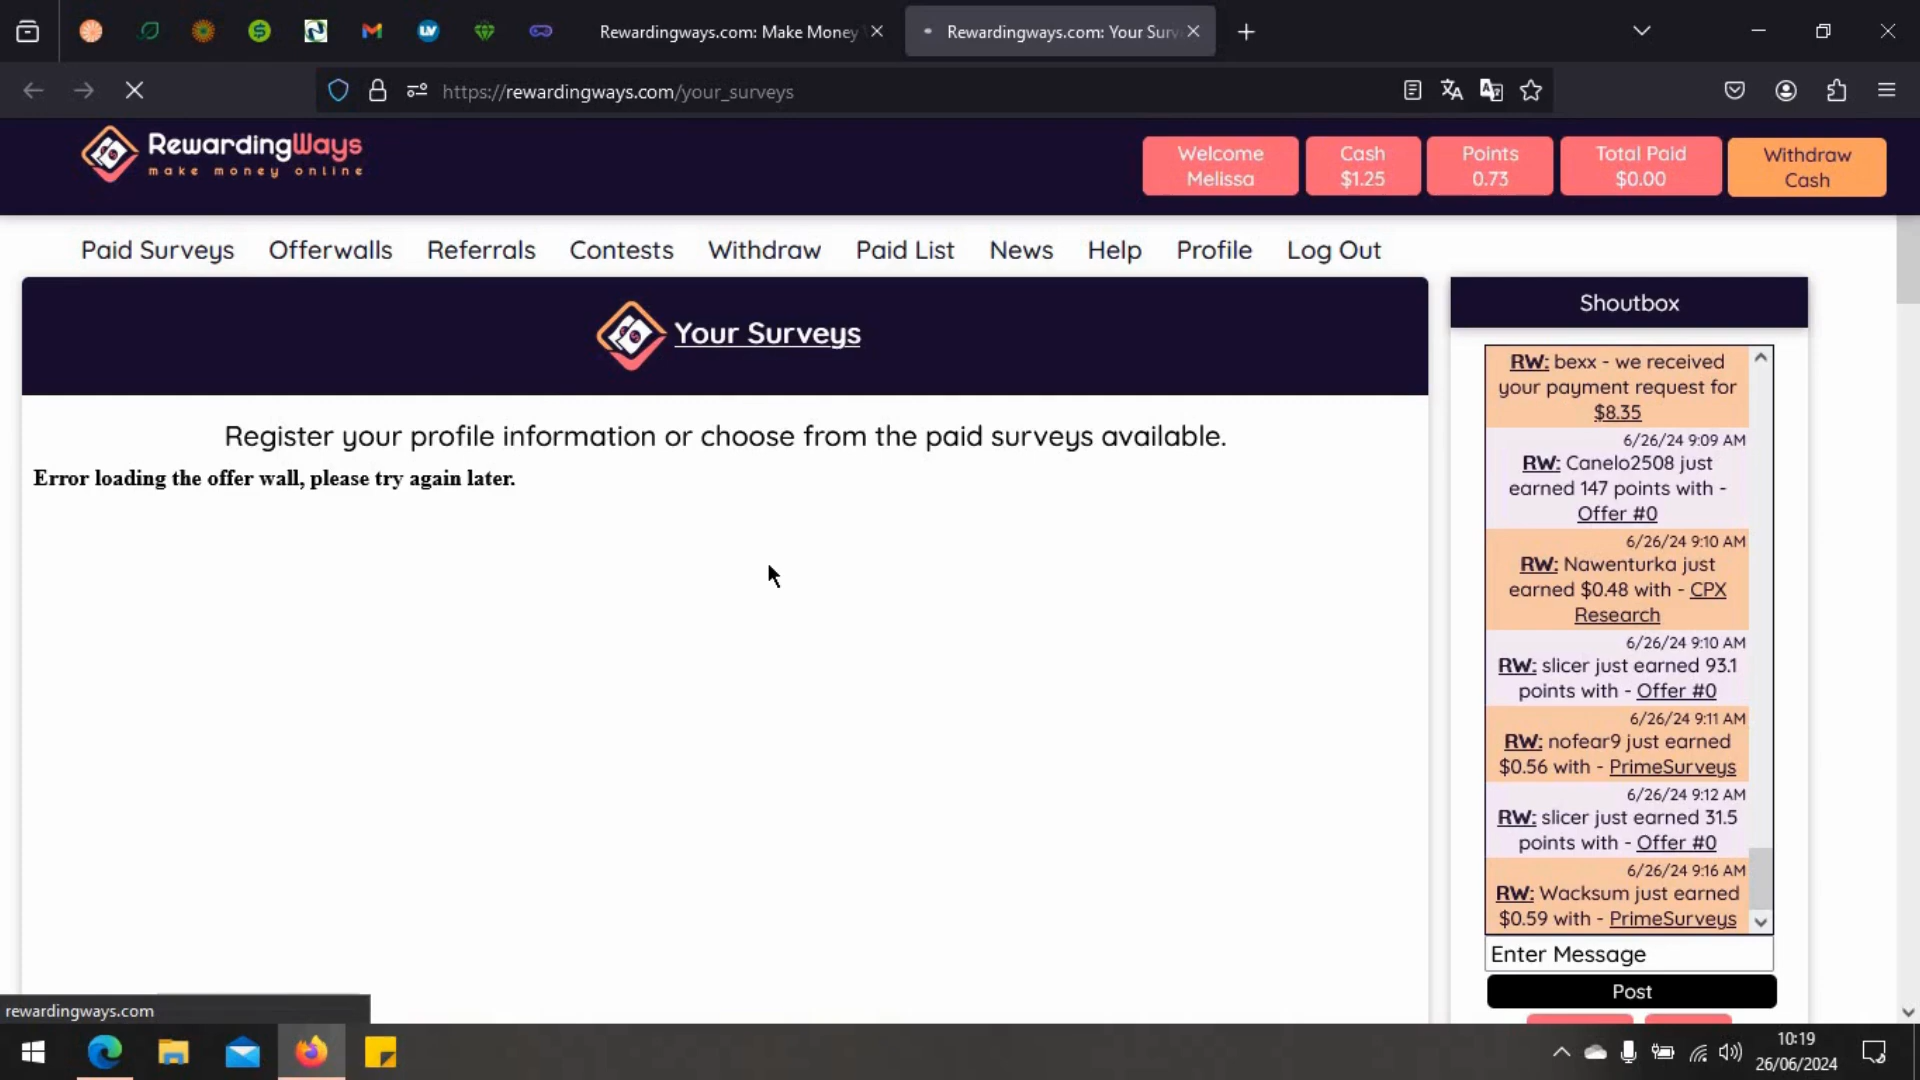 Rewardingways.com: Make Money
Rewardingways.com: Your Surv
https://rewardingways.com/your_surveys
RewardingWays
make money online
Welcome
Melissa
Cash
$1.25
Points
0.73
Total Paid
$0.00
Withdraw
Cash
Paid Surveys
Offerwalls
Referrals
Contests
Withdraw
Paid List
News
Help
Profile
Log Out
Your Surveys
Register your profile information or choose from the paid surveys available.
Error loading the offer wall, please try again later.
Shoutbox
RW: bexx - we received
your payment request for
$8.35
6/26/24 9:09 AM
RW: Canelo2508 just
earned 147 points with -
Offer #0
6/26/24 9:10 AM
RW: Nawenturka just
earned $0.48 with - CPX
Research
6/26/24 9:10 AM
RW: slicer just earned 93.1
points with - Offer #0
6/26/24 9:11 AM
RW: nofear9 just earned
$0.56 with - PrimeSurveys
6/26/24 9:12 AM
RW: slicer just earned 31.5
points with - Offer #0
6/26/24 9:16 AM
RW: Wacksum just earned
$0.59 with - PrimeSurveys
Enter Message
Post
rewardingways.com
10:19
26/06/2024